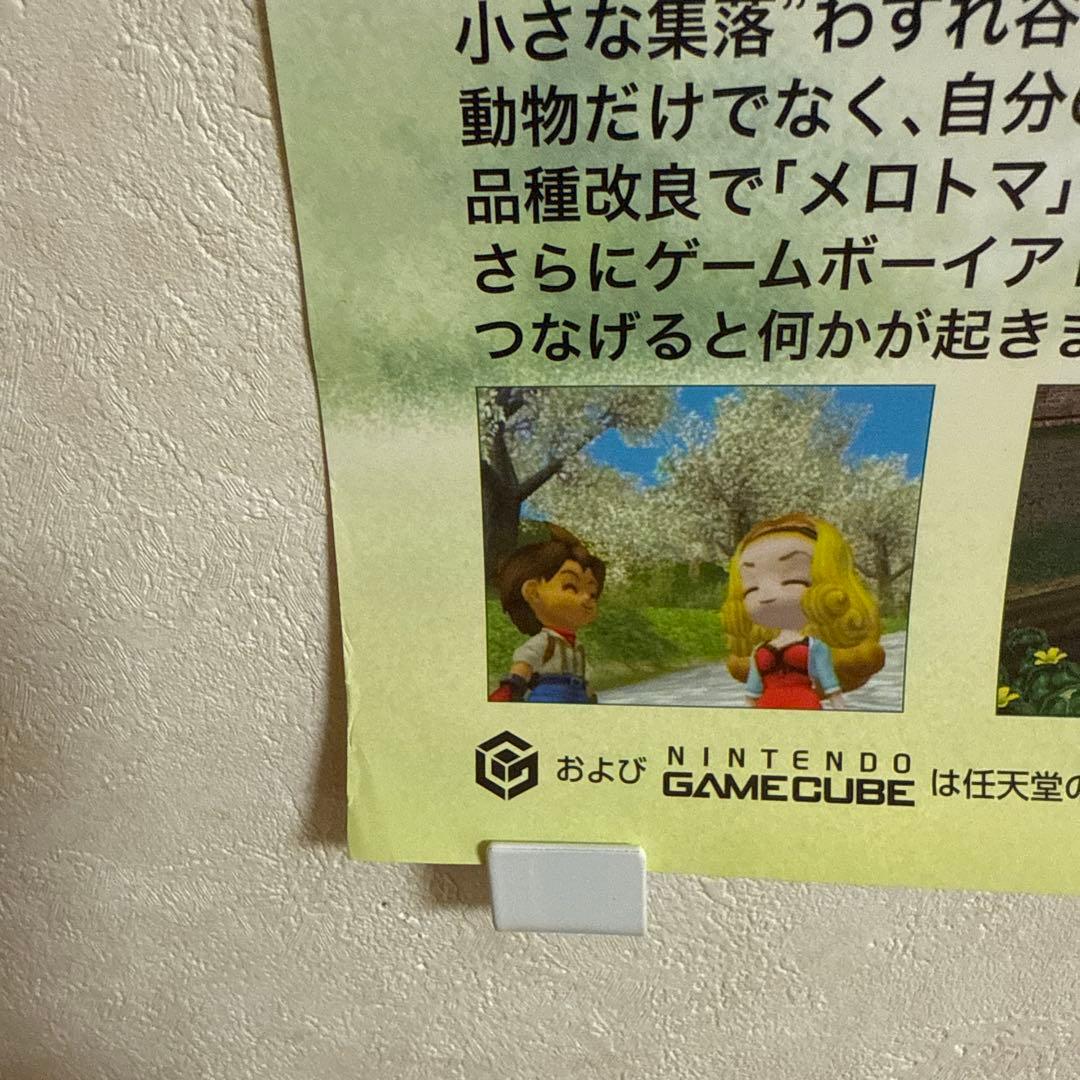 小さな集落”わすれ谷
動物だけでなく、自分の
品種改良で「メロトマ」
さらにゲームボーイア
つなげると何かが起きま
および NINTENDO GAMECUBE は任天堂の